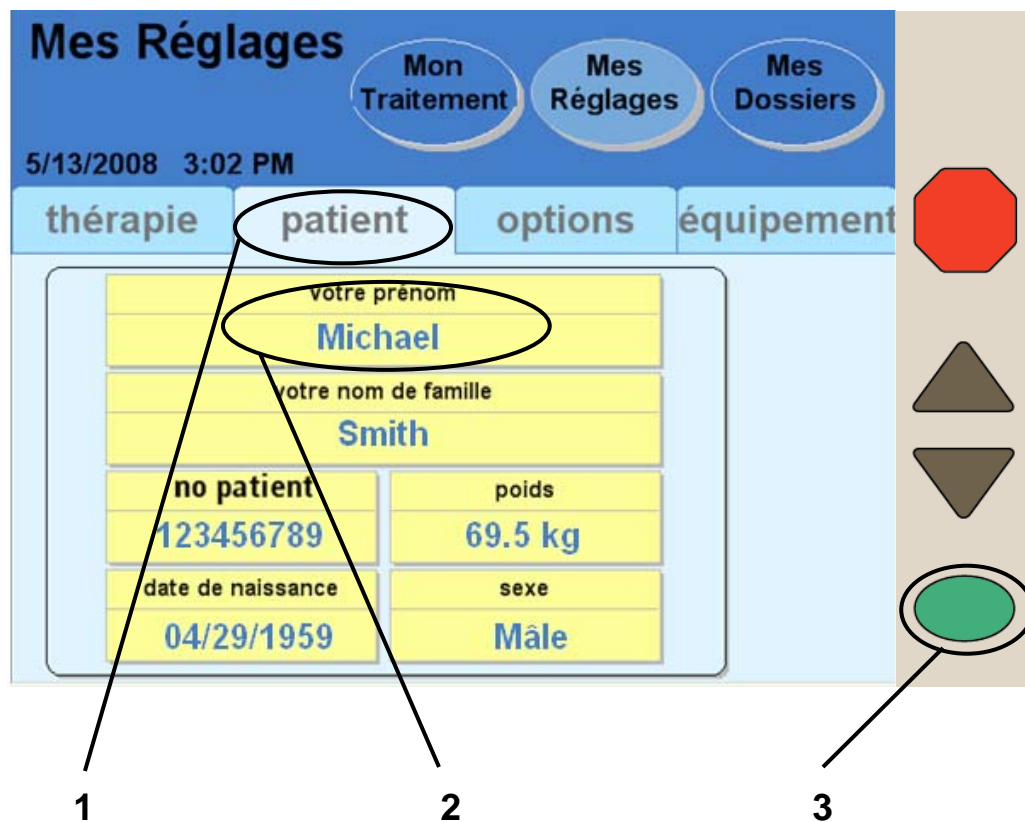 Mes Réglages
Mon
Traitement
Mes
Réglages
Mes
Dossiers
5/13/2008 3:02 PM
thérapie patient options équipement
votre prénom
Michael
votre nom de famille
Smith
no patient poids
123456789 69.5 kg
date de naissance sexe
04/29/1959 Mâle
1 2 3